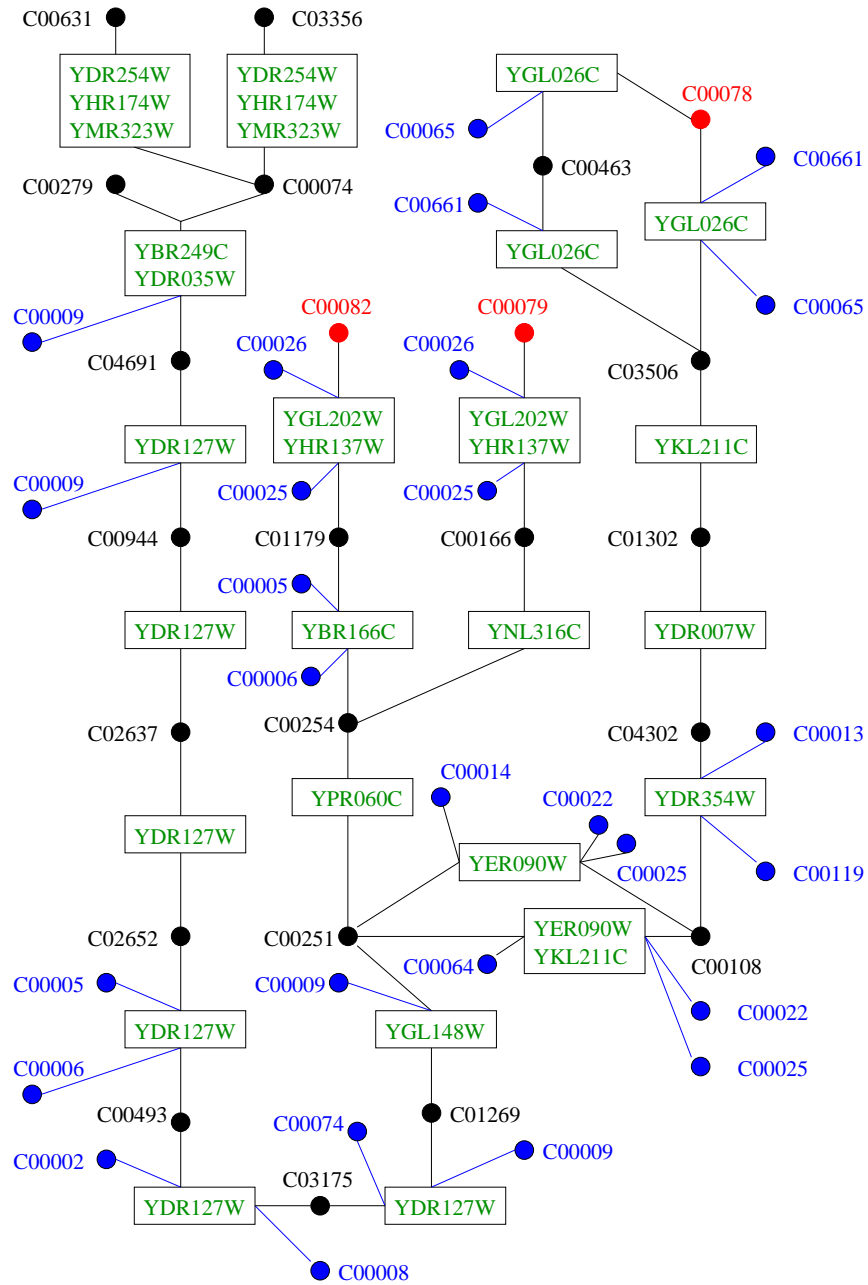 C00631
C03356
YDR254W
YHR174W
YMR323W
YDR254W
YHR174W
YMR323W
YGL026C
C00078
C00065
C00661
C00463
C00279
C00074
C00661
YGL026C
YGL026C
YBR249C
YDR035W
C00009
C00082
C00079
C00065
C00026
C00026
C04691
C03506
YGL202W
YHR137W
YGL202W
YHR137W
YDR127W
YKL211C
C00009
C00025
C00025
C00944
C01179
C00166
C01302
C00005
YDR127W
YBR166C
YNL316C
YDR007W
C00006
C02637
C00254
C04302
C00013
C00014
YPR060C
C00022
YDR354W
YDR127W
YER090W
C00025
C00119
C02652
C00251
YER090W
YKL211C
C00064
C00108
C00005
C00009
C00022
YDR127W
YGL148W
C00025
C00006
C00493
C00074
C01269
C00002
C00009
C03175
YDR127W
YDR127W
C00008